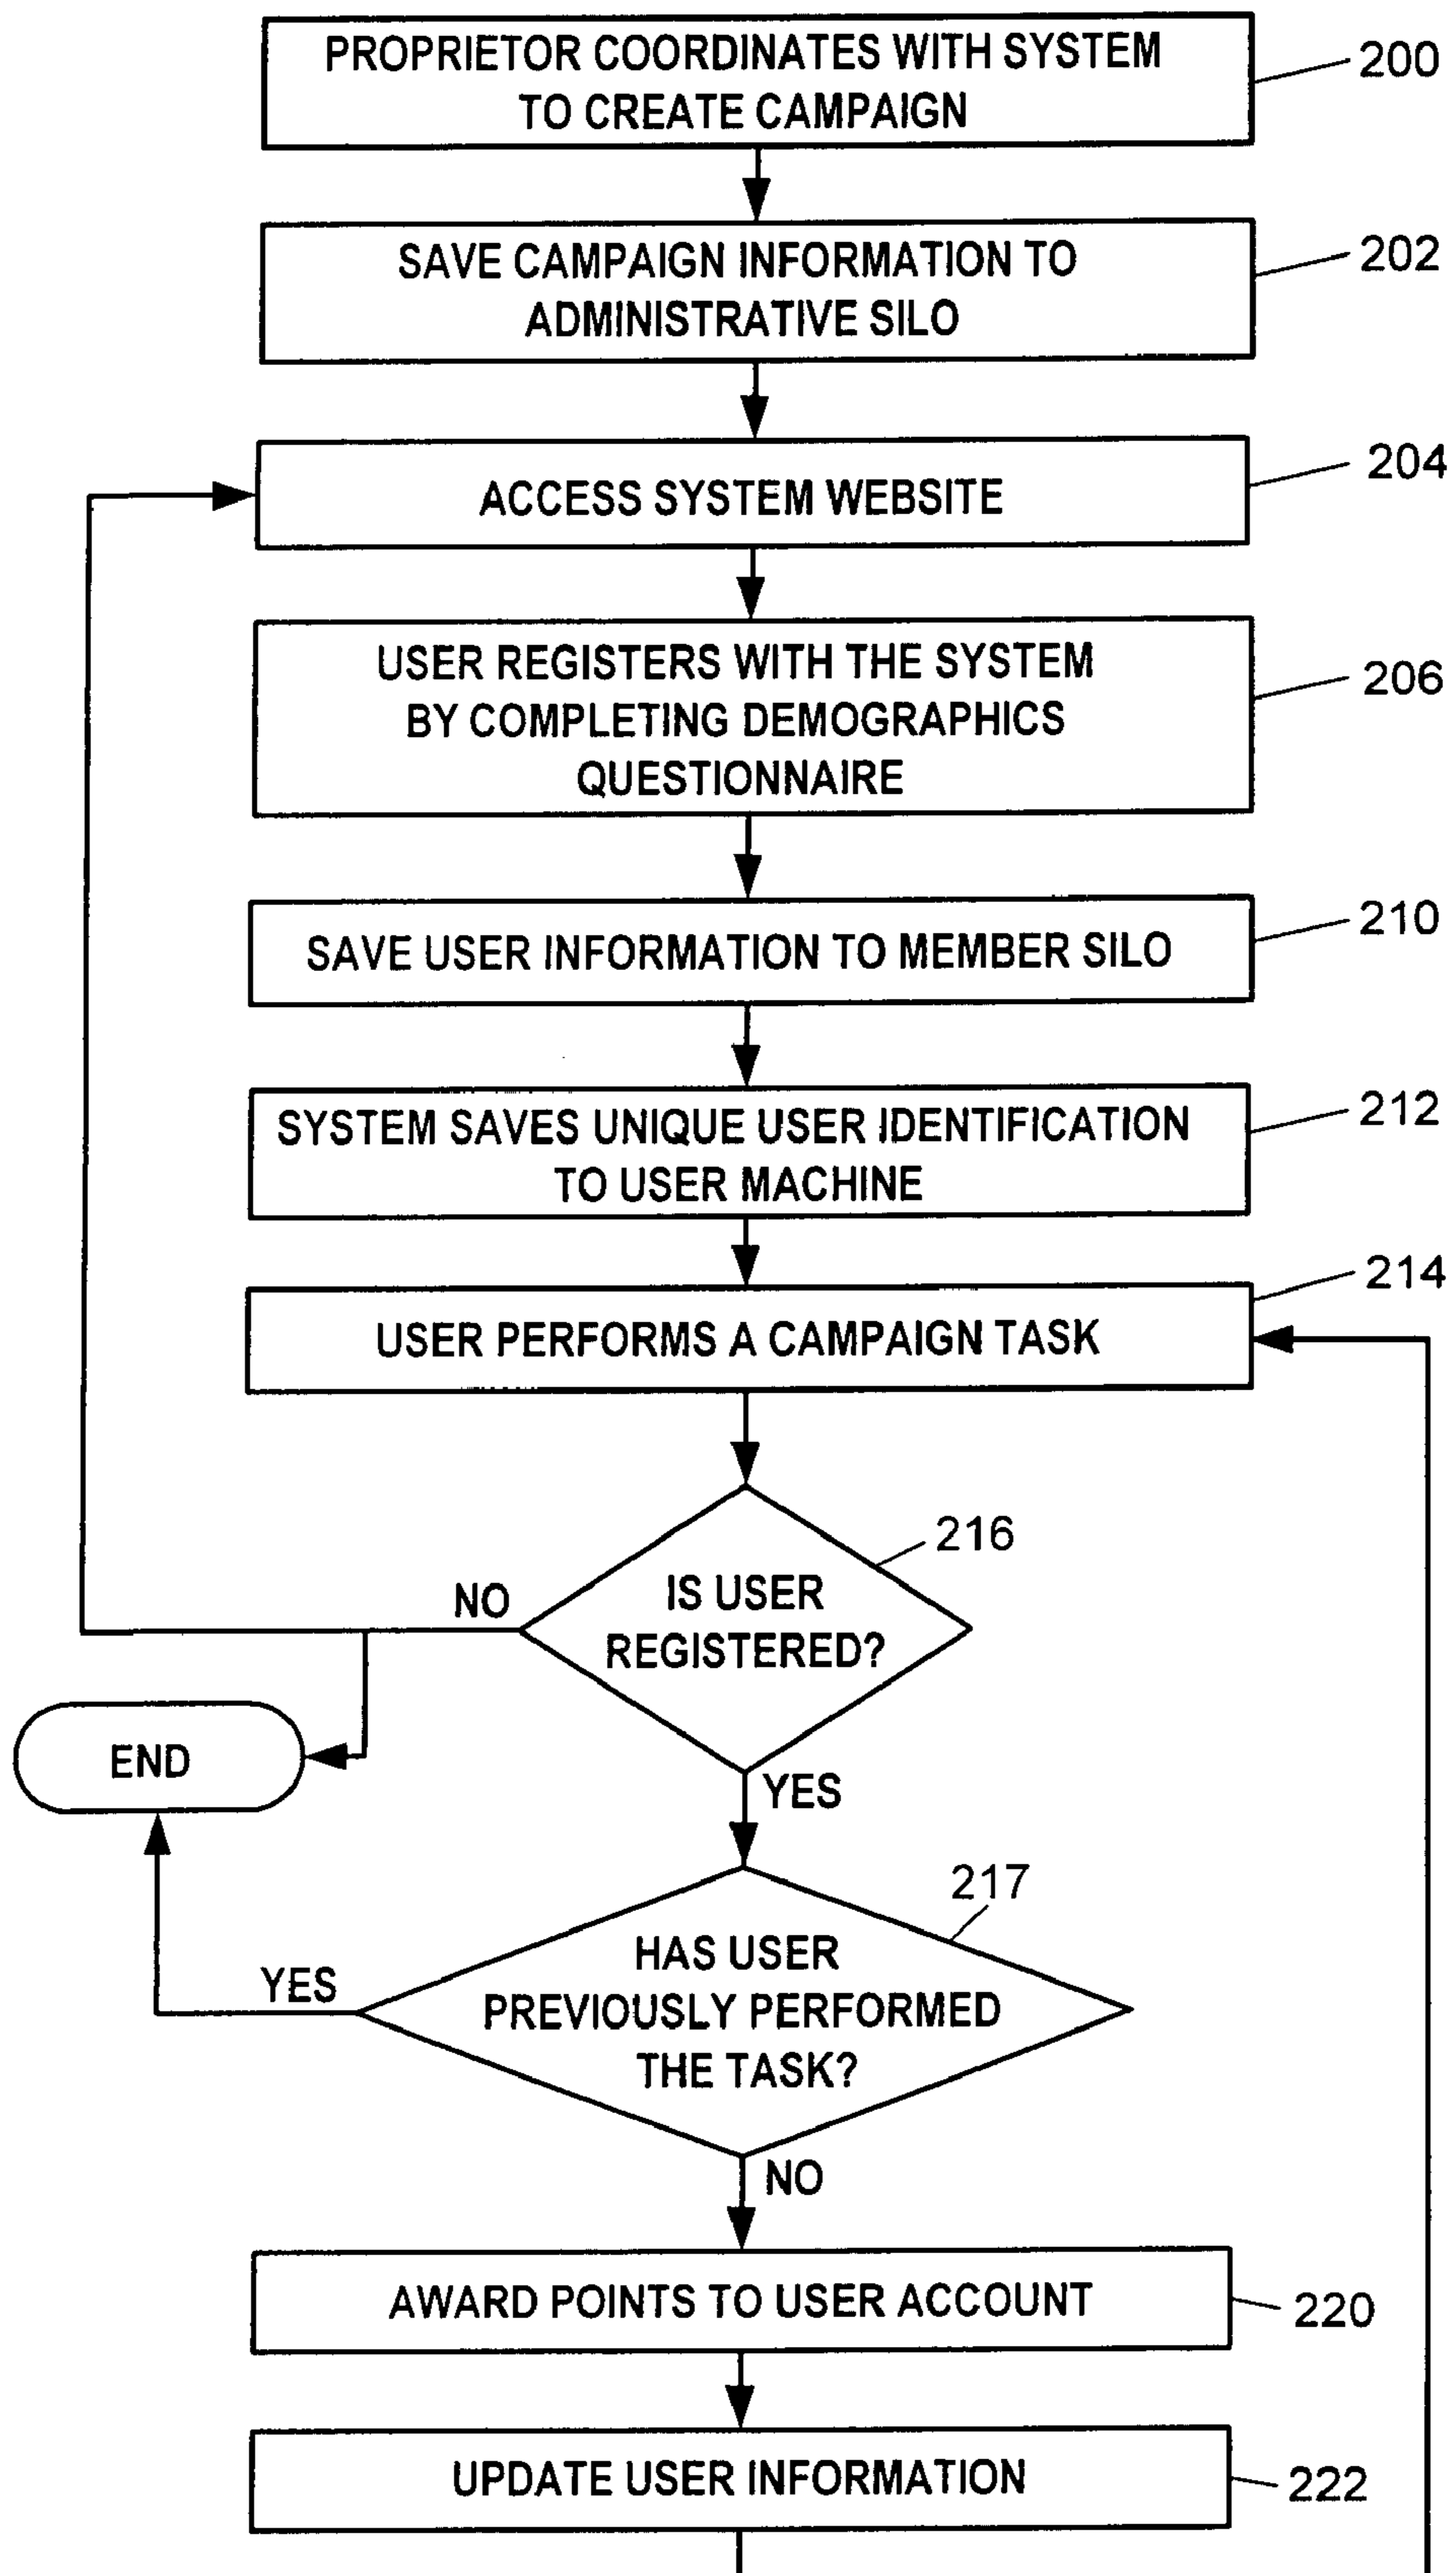 PROPRIETOR COORDINATES WITH SYSTEM
TO CREATE CAMPAIGN
200
SAVE CAMPAIGN INFORMATION TO
ADMINISTRATIVE SILO
202
ACCESS SYSTEM WEBSITE
204
USER REGISTERS WITH THE SYSTEM
BY COMPLETING DEMOGRAPHICS
QUESTIONNAIRE
206
SAVE USER INFORMATION TO MEMBER SILO
210
SYSTEM SAVES UNIQUE USER IDENTIFICATION
TO USER MACHINE
212
USER PERFORMS A CAMPAIGN TASK
214
216
IS USER
REGISTERED?
NO
END
YES
217
HAS USER
PREVIOUSLY PERFORMED
THE TASK?
YES
NO
AWARD POINTS TO USER ACCOUNT
220
UPDATE USER INFORMATION
222